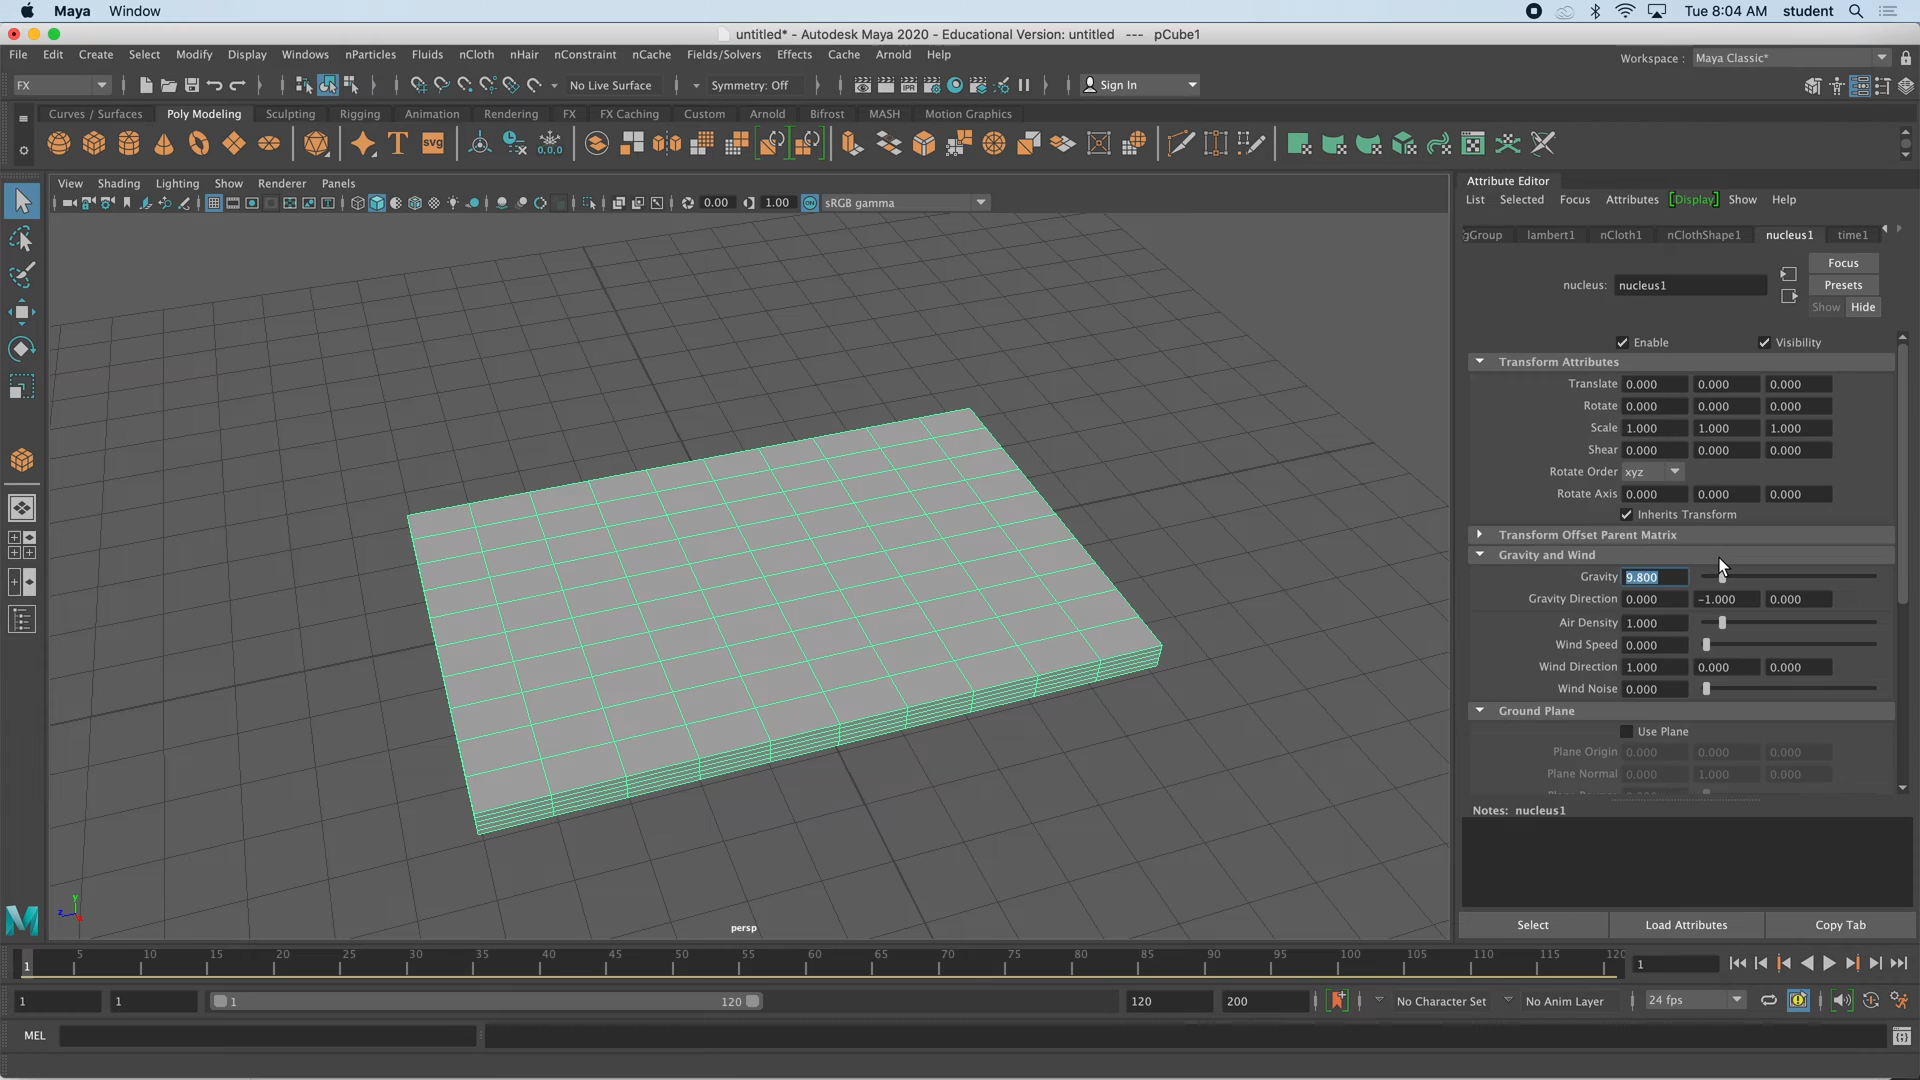 Maya Window Tue 8:04 AM student
untitled* - Autodesk Maya 2020 - Educational Version: untitled --- pCube1
File Edit Create Select Modify Display Windows nParticles Fluids nCloth nHair nConstraint nCache Fields/Solvers Effects Cache Arnold Help
Workspace : Maya Classic*
FX No Live Surface Symmetry: Off IPR Sign In
Curves / Surfaces Poly Modeling Sculpting Rigging Animation Rendering FX FX Caching Custom Arnold Bifrost MASH Motion Graphics
T SVG 0,0,0
View Shading Lighting Show Renderer Panels
0.00 1.00 ON sRGB gamma
Attribute Editor
List Selected Focus Attributes [Display] Show Help
gGroup lambert1 nCloth1 nClothShape1 nucleus1 time1
nucleus: nucleus1
Focus
Presets
Show Hide
Enable Visibility
Transform Attributes
Translate 0.000 0.000 0.000
Rotate 0.000 0.000 0.000
Scale 1.000 1.000 1.000
Shear 0.000 0.000 0.000
Rotate Order xyz
Rotate Axis 0.000 0.000 0.000
Inherits Transform
Transform Offset Parent Matrix
Gravity and Wind
Gravity 9.800
Gravity Direction 0.000 -1.000 0.000
Air Density 1.000
Wind Speed 0.000
Wind Direction 1.000 0.000 0.000
Wind Noise 0.000
Ground Plane
Use Plane
Plane Origin 0.000 0.000 0.000
Plane Normal 0.000 1.000 0.000
Notes: nucleus1
Select Load Attributes Copy Tab
y
z
persp
5 10 15 20 25 30 35 40 45 50 55 60 65 70 75 80 85 90 95 100 105 110 115 120
1 1
1 1 1 120 120 200 No Character Set No Anim Layer 24 fps
MEL